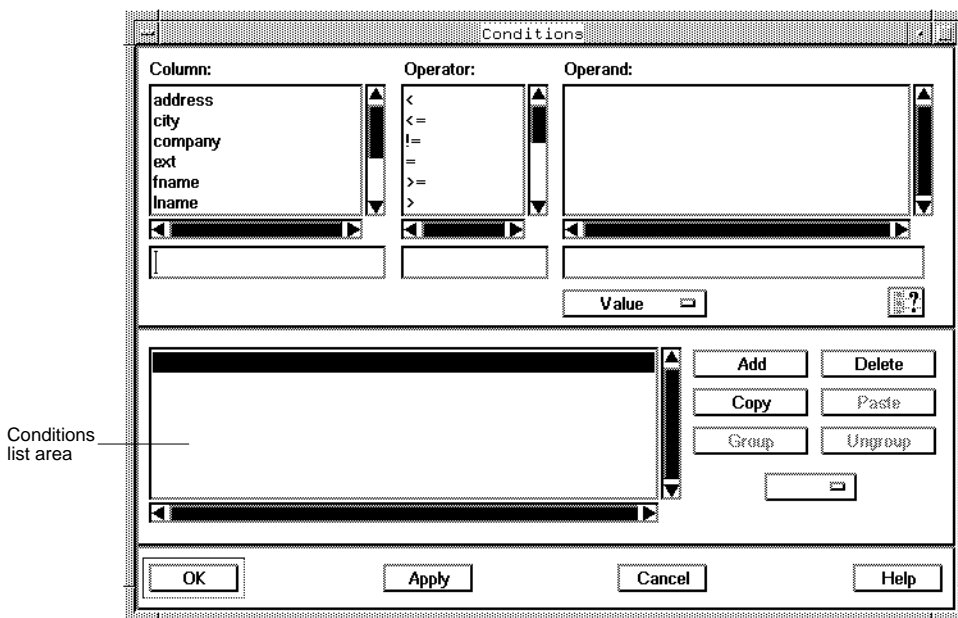 Conditions
Column:
Operator:
Operand:
address
city
company
ext
fname
lname
<
<=
!=
=
>=
>
Value
?
Add
Delete
Copy
Paste
Group
Ungroup
Conditions
list area
OK
Apply
Cancel
Help